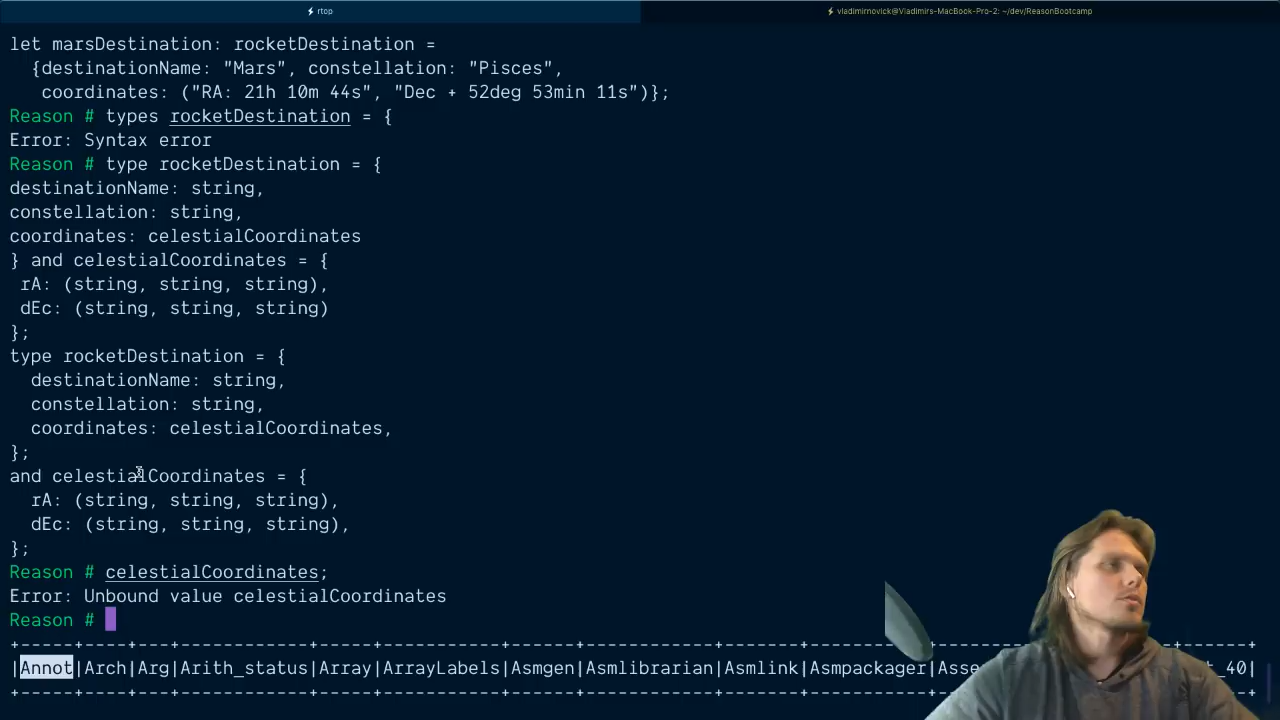 ⚡ rtop
⚡ vladimirnovick@Vladimirs-MacBook-Pro-2: ~/dev/ReasonBootcamp
let marsDestination: rocketDestination =
  {destinationName: "Mars", constellation: "Pisces",
   coordinates: ("RA: 21h 10m 44s", "Dec + 52deg 53min 11s")};
Reason # types rocketDestination = {
Error: Syntax error
Reason # type rocketDestination = {
destinationName: string,
constellation: string,
coordinates: celestialCoordinates
} and celestialCoordinates = {
 rA: (string, string, string),
 dEc: (string, string, string)
};
type rocketDestination = {
  destinationName: string,
  constellation: string,
  coordinates: celestialCoordinates,
};
and celestialCoordinates = {
  rA: (string, string, string),
  dEc: (string, string, string),
};
Reason # celestialCoordinates;
Error: Unbound value celestialCoordinates
Reason #
|Annot|Arch|Arg|Arith_status|Array|ArrayLabels|Asmgen|Asmlibrarian|Asmlink|Asmpackager|